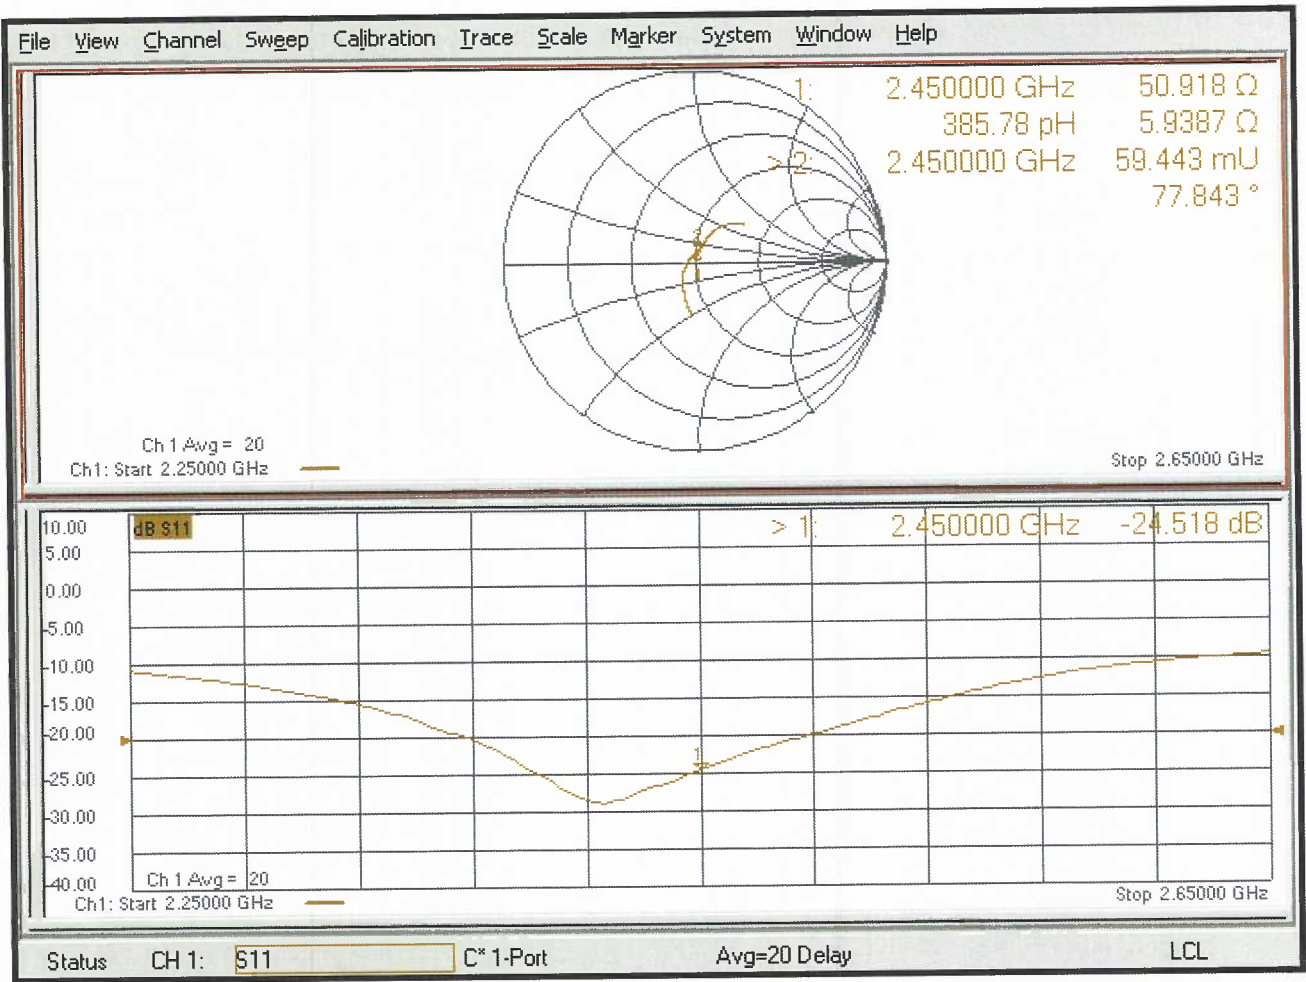 File View Channel Sweep Calibration Trace Scale Marker System Window Help
1: 2.450000 GHz 50.918 Ω
385.78 pH 5.9387 Ω
> 2: 2.450000 GHz 59.443 mU
77.843 °
Ch 1 Avg = 20
Ch1: Start 2.25000 GHz
Stop 2.65000 GHz
10.00 dB S11
> 1: 2.450000 GHz -24.518 dB
5.00
0.00
-5.00
-10.00
-15.00
-20.00
1
-25.00
-30.00
-35.00
-40.00
Ch 1 Avg = 20
Ch1: Start 2.25000 GHz
Stop 2.65000 GHz
Status CH 1: S11 C* 1-Port Avg=20 Delay LCL